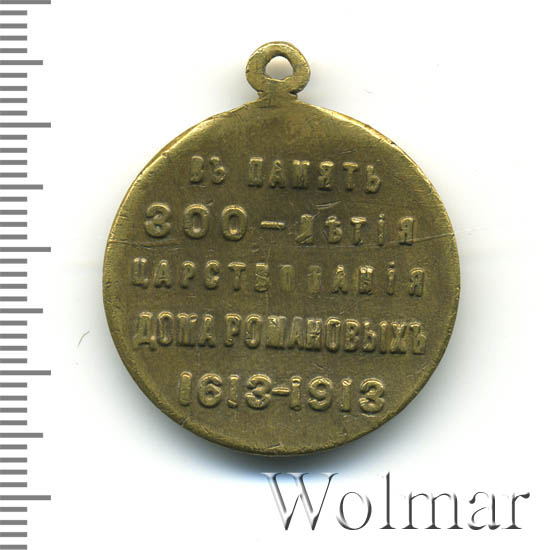 ВЪ ПАМЯТЬ
300-ЛѢТІЯ
ЦАРСТВОВАНІЯ
ДОМА РОМАНОВЫХЪ
1613-1913
Wolmar